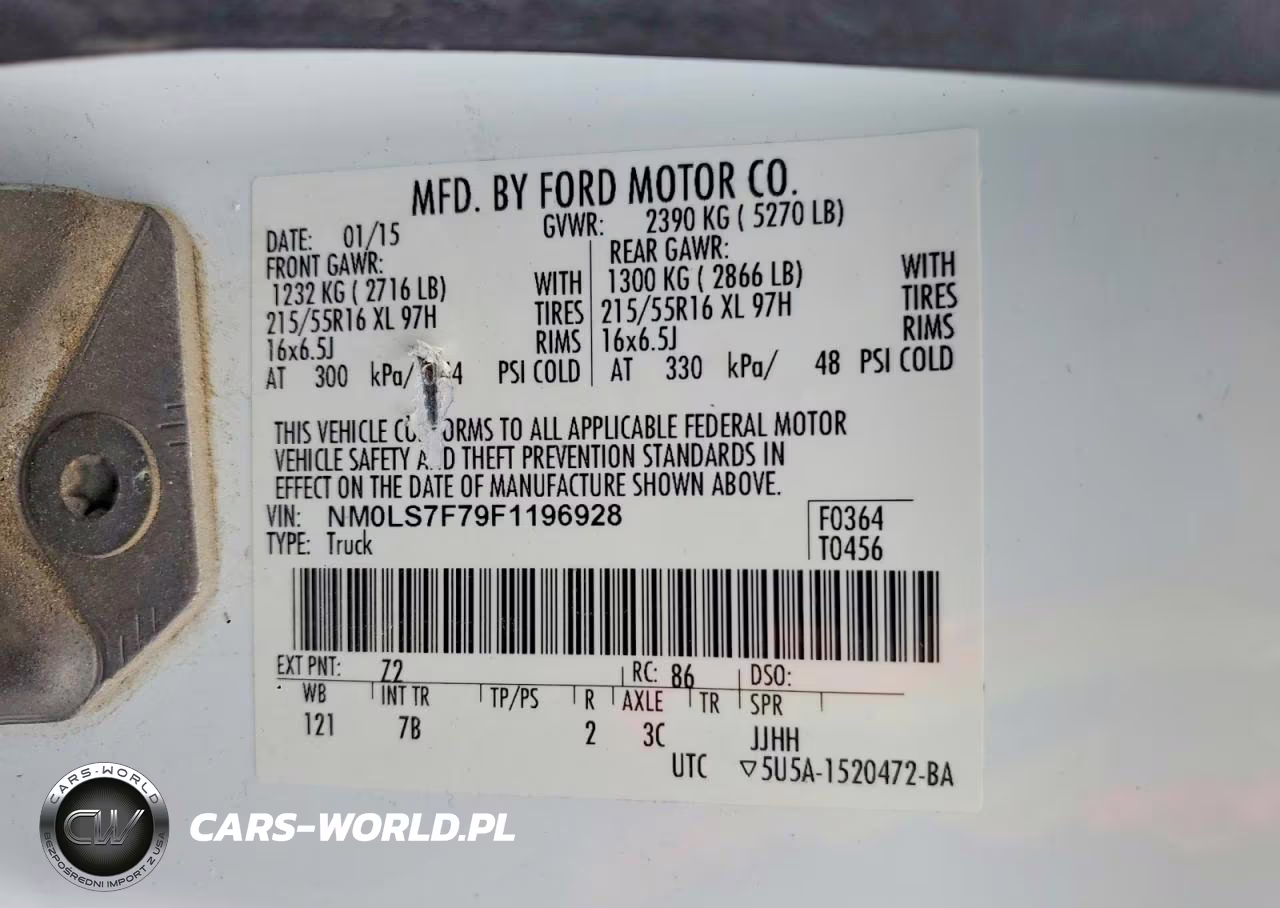 MFD. BY FORD MOTOR CO.
DATE: 01/15 GVWR: 2390 KG ( 5270 LB)
FRONT GAWR: REAR GAWR:
1232 KG ( 2716 LB) WITH 1300 KG ( 2866 LB) WITH
215/55R16 XL 97H TIRES 215/55R16 XL 97H TIRES
16x6.5J RIMS 16x6.5J RIMS
AT 300 kPa/ PSI COLD AT 330 kPa/ 48 PSI COLD
THIS VEHICLE TO ALL APPLICABLE FEDERAL MOTOR
VEHICLE SAFETY THEFT PREVENTION STANDARDS IN
EFFECT ON THE DATE OF MANUFACTURE SHOWN ABOVE.
VIN: NM0LS7F79F1196928 F0364
TYPE: Truck T0456
EXT PNT: Z2 RC: 86 DSO:
WB INT TR TP/PS R AXLE TR SPR
121 7B 2 3C JJHH
UTC ▽5U5A-1520472-BA
CARS-WORLD
CW
BEZPOŚREDNI IMPORT Z USA
CARS-WORLD.PL